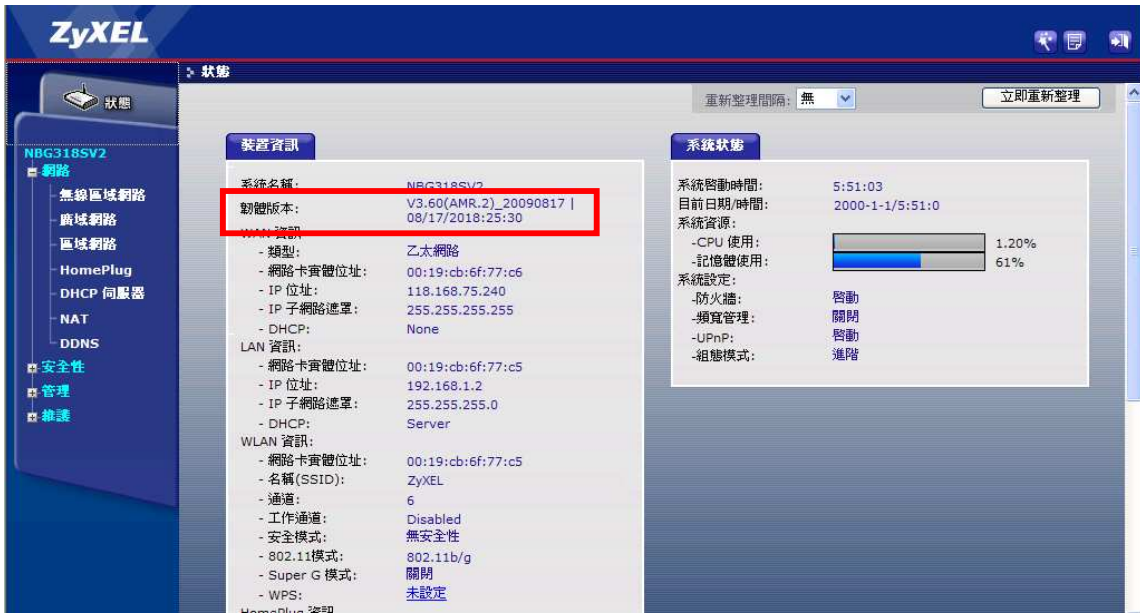 ZyXEL
> 狀態
狀態
重新整理間隔: 無
立即重新整理
NBG318SV2
網路
無線區域網路
廣域網路
區域網路
HomePlug
DHCP 伺服器
NAT
DDNS
安全性
管理
維護
裝置資訊
系統名稱: NBG318SV2
韌體版本: V3.60(AMR.2)_20090817 |
08/17/2018:25:30
WAN 資訊:
- 類型: 乙太網路
- 網路卡實體位址: 00:19:cb:6f:77:c6
- IP 位址: 118.168.75.240
- IP 子網路遮罩: 255.255.255.255
- DHCP: None
LAN 資訊:
- 網路卡實體位址: 00:19:cb:6f:77:c5
- IP 位址: 192.168.1.2
- IP 子網路遮罩: 255.255.255.0
- DHCP: Server
WLAN 資訊:
- 網路卡實體位址: 00:19:cb:6f:77:c5
- 名稱(SSID): ZyXEL
- 通道: 6
- 工作通道: Disabled
- 安全模式: 無安全性
- 802.11模式: 802.11b/g
- Super G 模式: 關閉
- WPS: 未設定
HomePlug 資訊
系統狀態
系統啟動時間: 5:51:03
目前日期/時間: 2000-1-1/5:51:0
系統資源:
-CPU 使用: 1.20%
-記憶體使用: 61%
系統設定:
-防火牆: 啟動
-頻寬管理: 關閉
-UPnP: 啟動
-組態模式: 進階